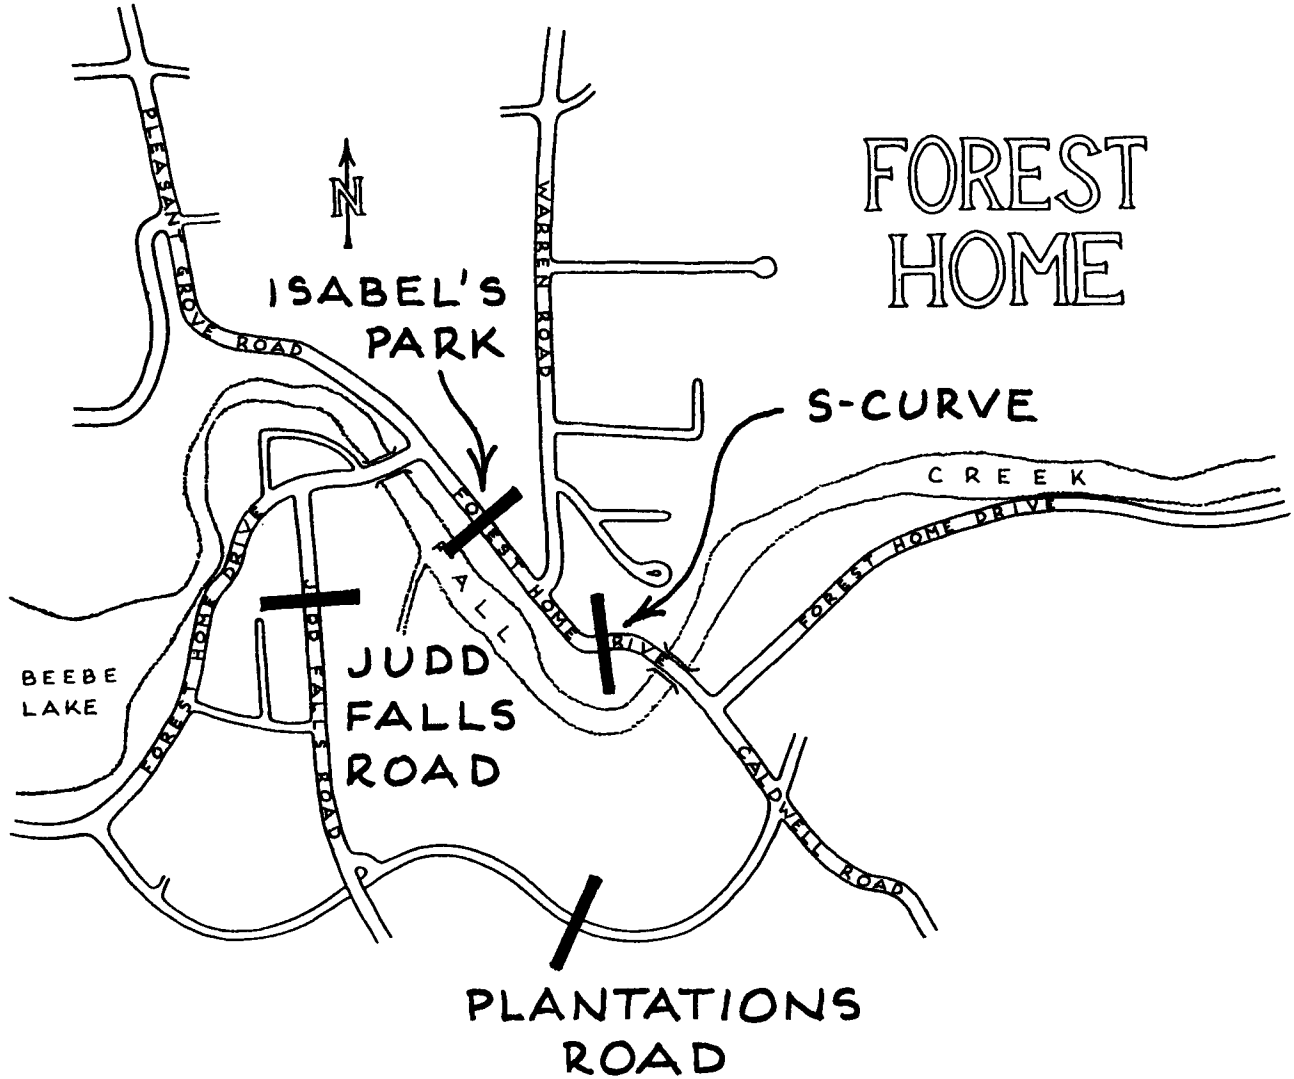 FOREST
HOME
N
PLEASANT GROVE ROAD
WARREN ROAD
ISABEL'S
PARK
S-CURVE
CREEK
FOREST HOME DRIVE
FOREST HOME DRIVE
FALL
FOREST HOME DRIVE
JUDD FALLS ROAD
JUDD
FALLS
ROAD
BEEBE
LAKE
CALDWELL ROAD
PLANTATIONS
ROAD